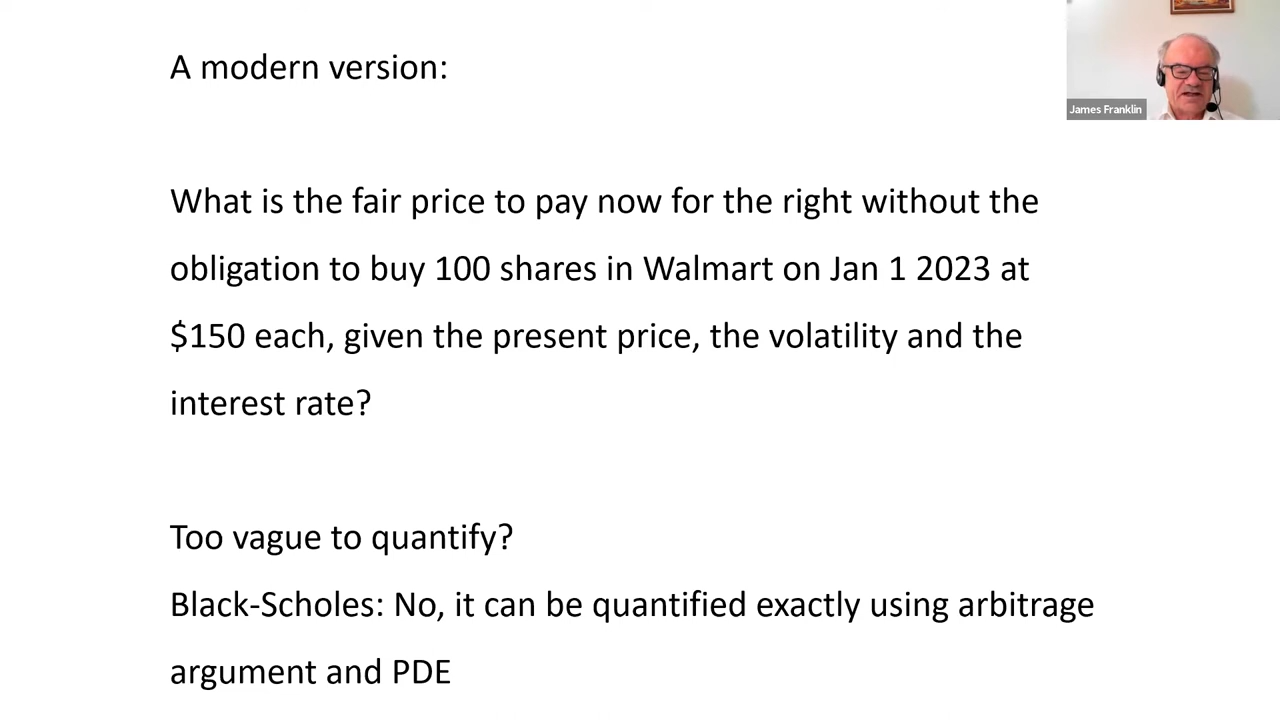 A modern version:
James Franklin
What is the fair price to pay now for the right without the
obligation to buy 100 shares in Walmart on Jan 1 2023 at
$150 each, given the present price, the volatility and the
interest rate?
Too vague to quantify?
Black-Scholes: No, it can be quantified exactly using arbitrage
argument and PDE